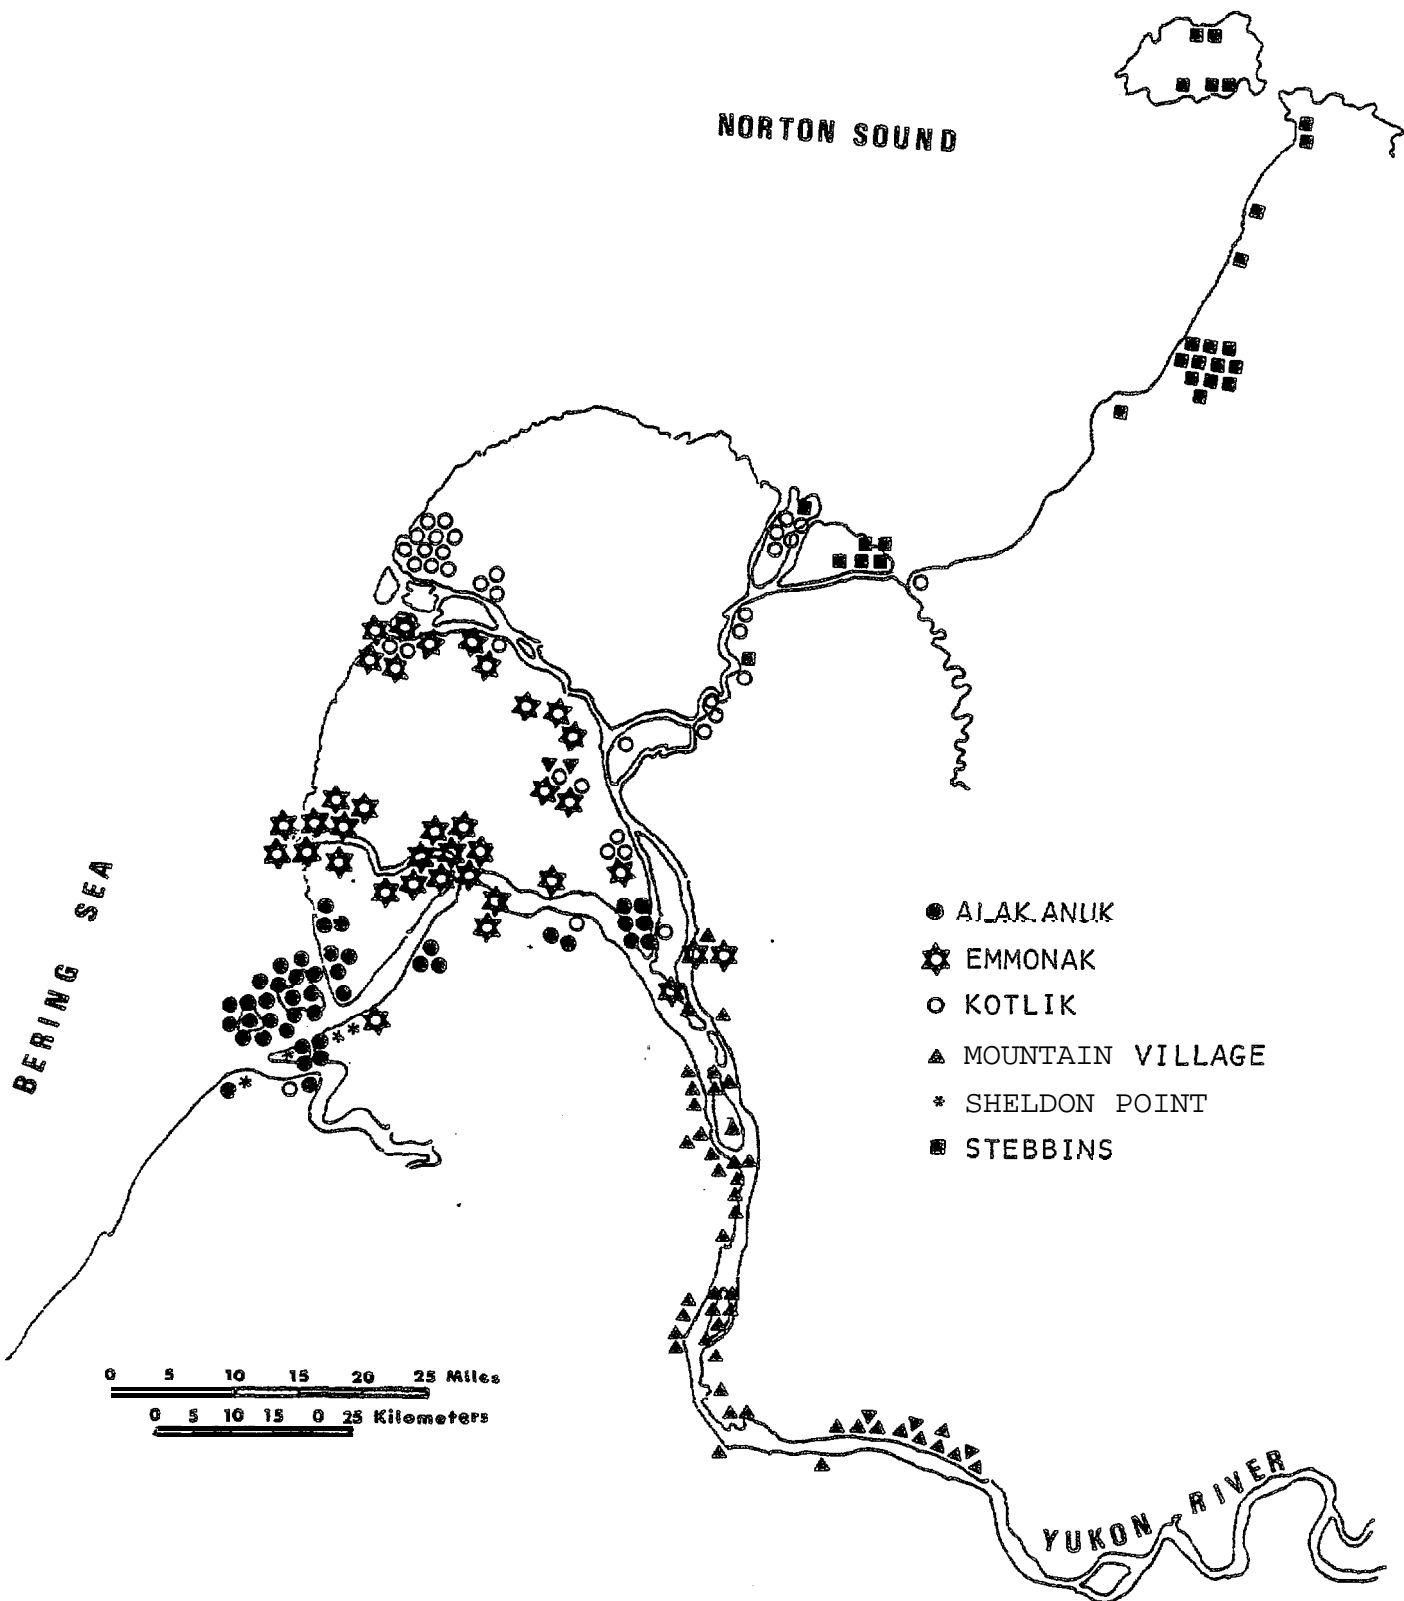 NORTON SOUND
BERING SEA
ALAKANUK
EMMONAK
KOTLIK
MOUNTAIN VILLAGE
SHELDON POINT
STEBBINS
0 5 10 15 20 25 Miles
0 5 10 15 0 25 Kilometers
YUKON RIVER